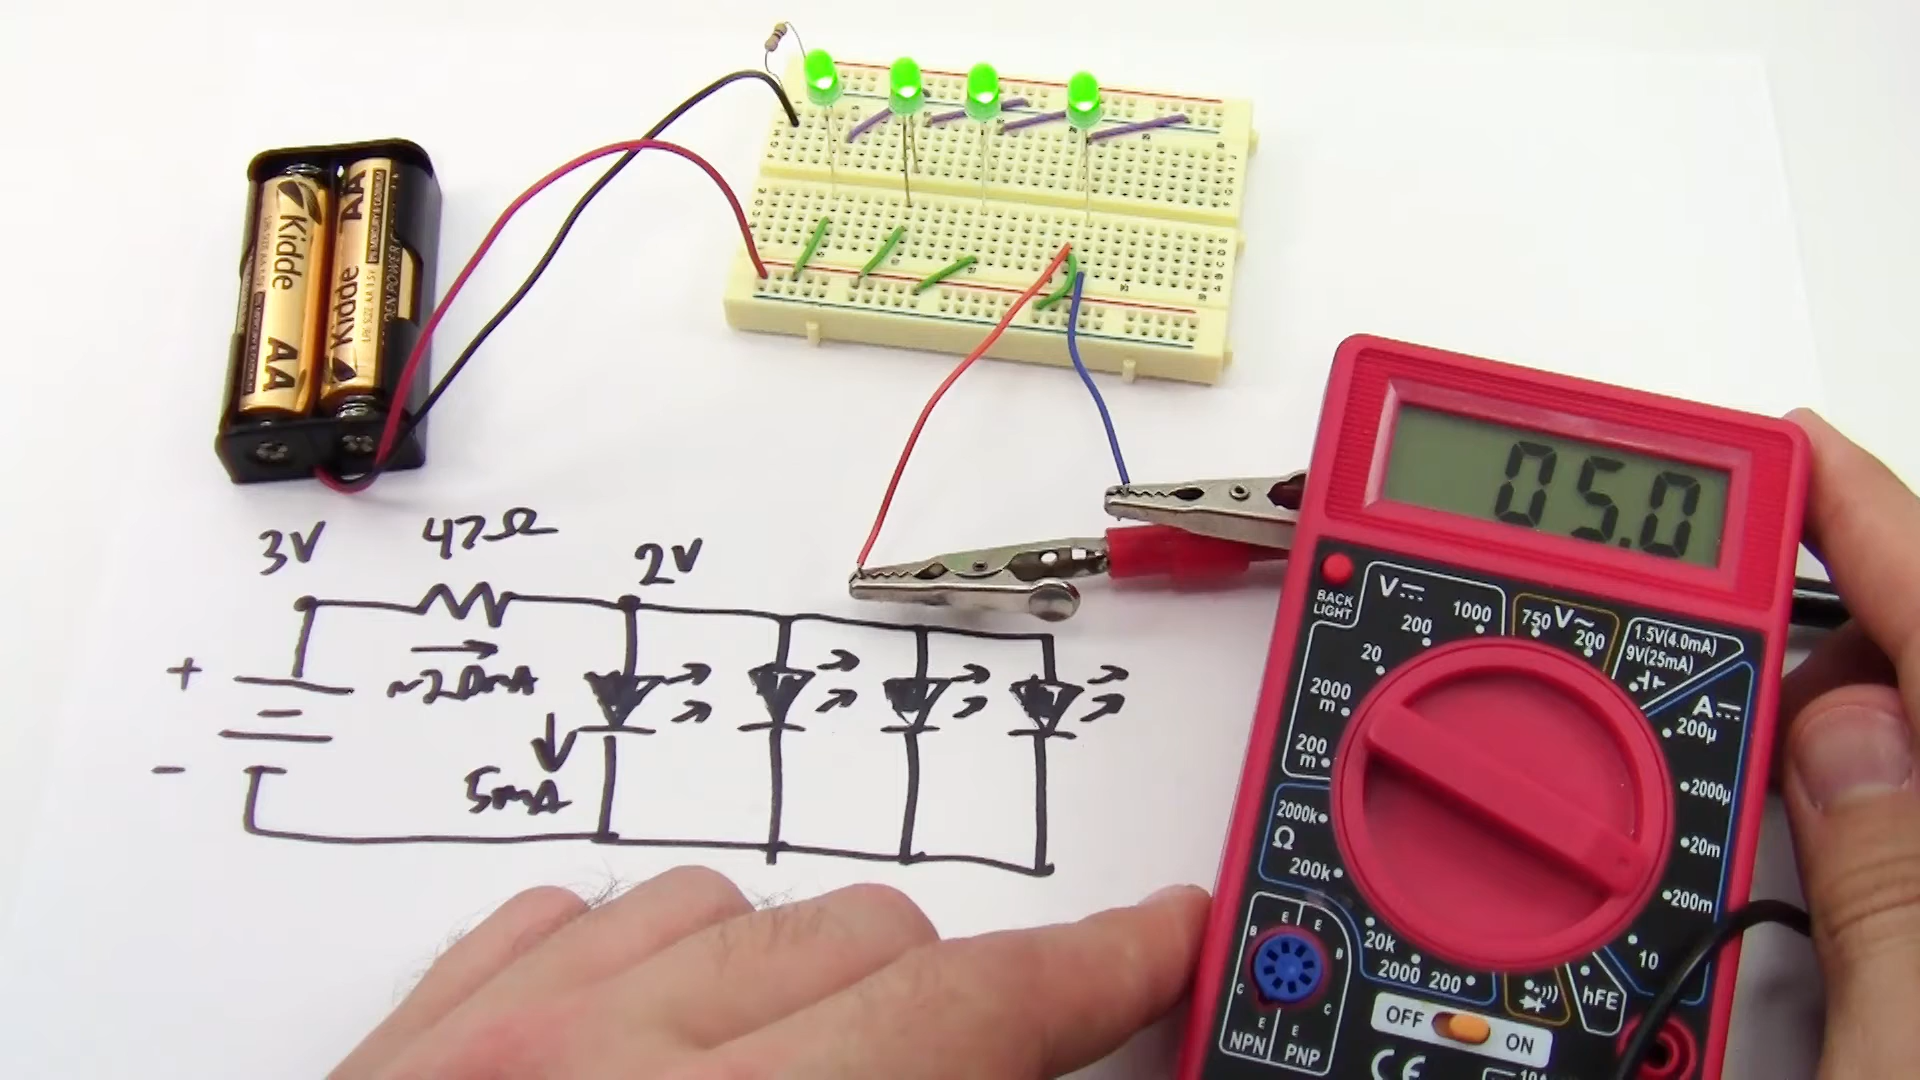 Kidde
AA
Kidde
AA
3V
47Ω
2V
+
~20mA
-
5mA
05.0
BACK
LIGHT
V⎓
1000
200
20
2000
m
200
m
750
V~
200
1.5V(4.0mA)
9V(25mA)
A⎓
200µ
2000µ
20m
200m
10
2000k
Ω
200k
20k
2000
200
hFE
E
E
B
B
C
C
E
E
NPN
PNP
OFF
ON
CE
10A